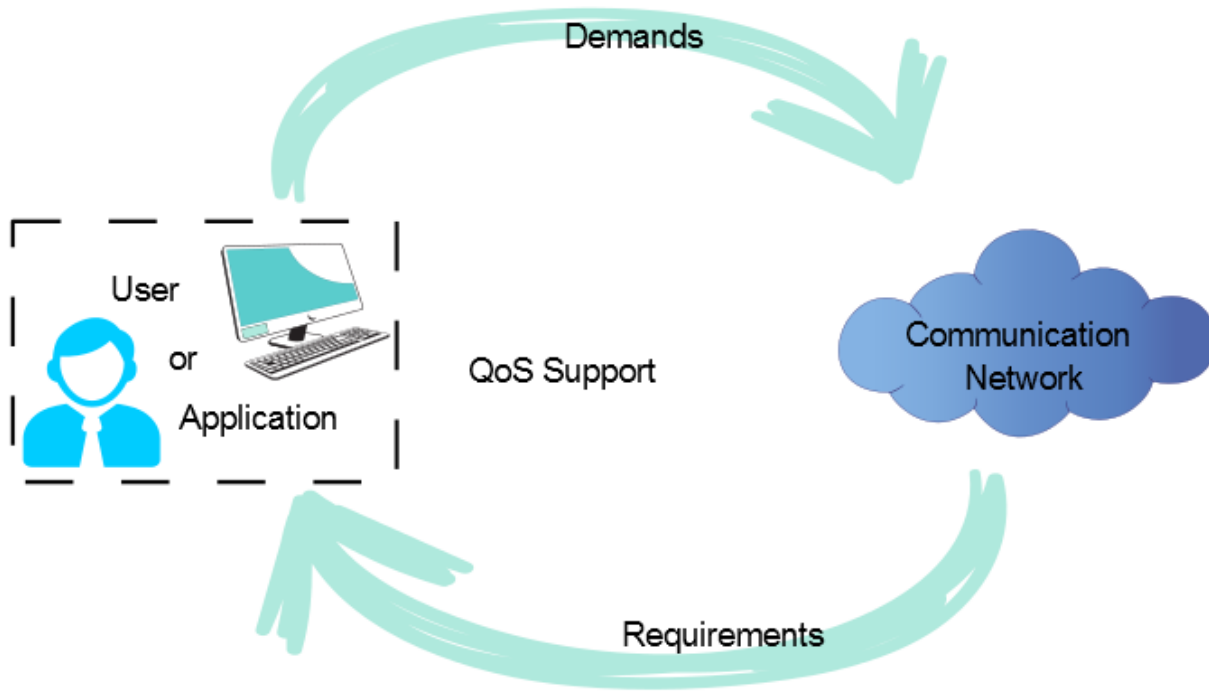 Demands
User
or
Application
QoS Support
Communication
Network
Requirements